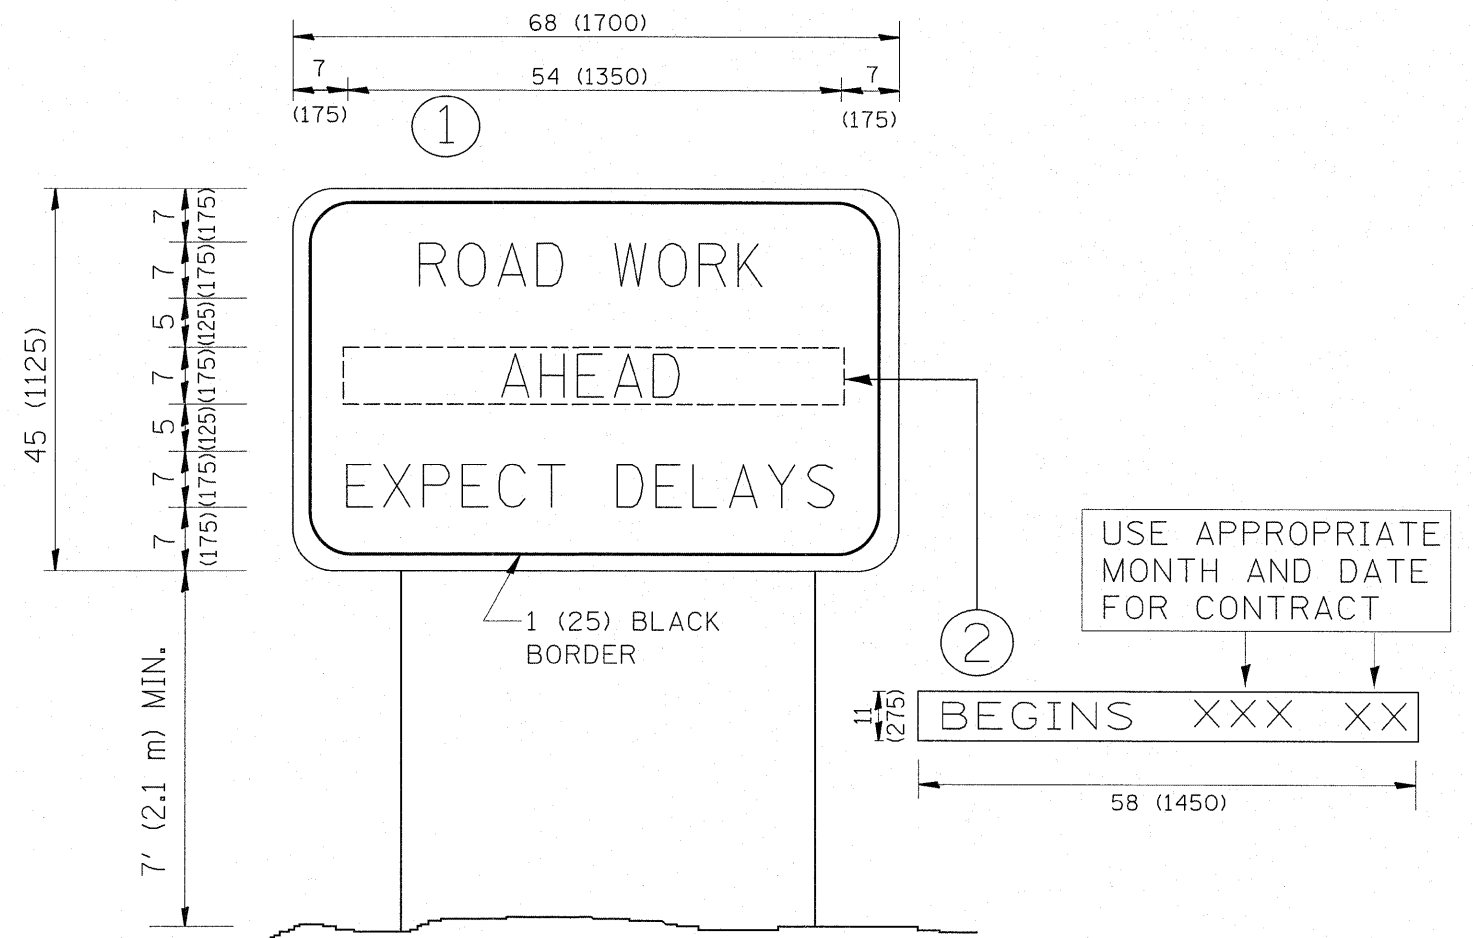 68 (1700)
7
54 (1350)
7
(175)
(175)
1
45 (1125)
7
(175)
7
(175)
5
(125)
7
(175)
5
(125)
7
(175)
7
(175)
ROAD WORK
AHEAD
EXPECT DELAYS
1 (25) BLACK
BORDER
7' (2.1 m) MIN.
2
USE APPROPRIATE
MONTH AND DATE
FOR CONTRACT
11
(275)
BEGINS XXX XX
58 (1450)